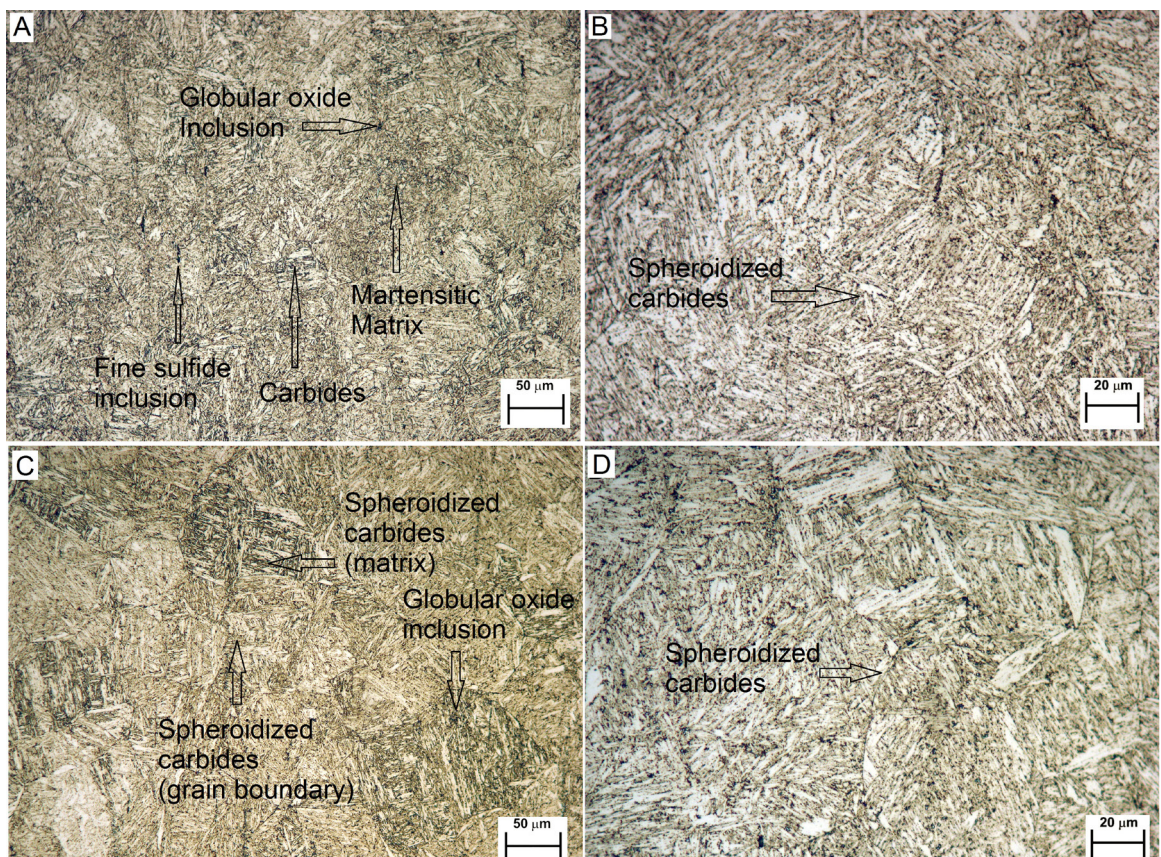 A
Globular oxide
Inclusion
Martensitic
Matrix
Fine sulfide
inclusion
Carbides
50 μm
B
Spheroidized
carbides
20 μm
C
Spheroidized
carbides
(matrix)
Globular oxide
inclusion
Spheroidized
carbides
(grain boundary)
50 μm
D
Spheroidized
carbides
20 μm